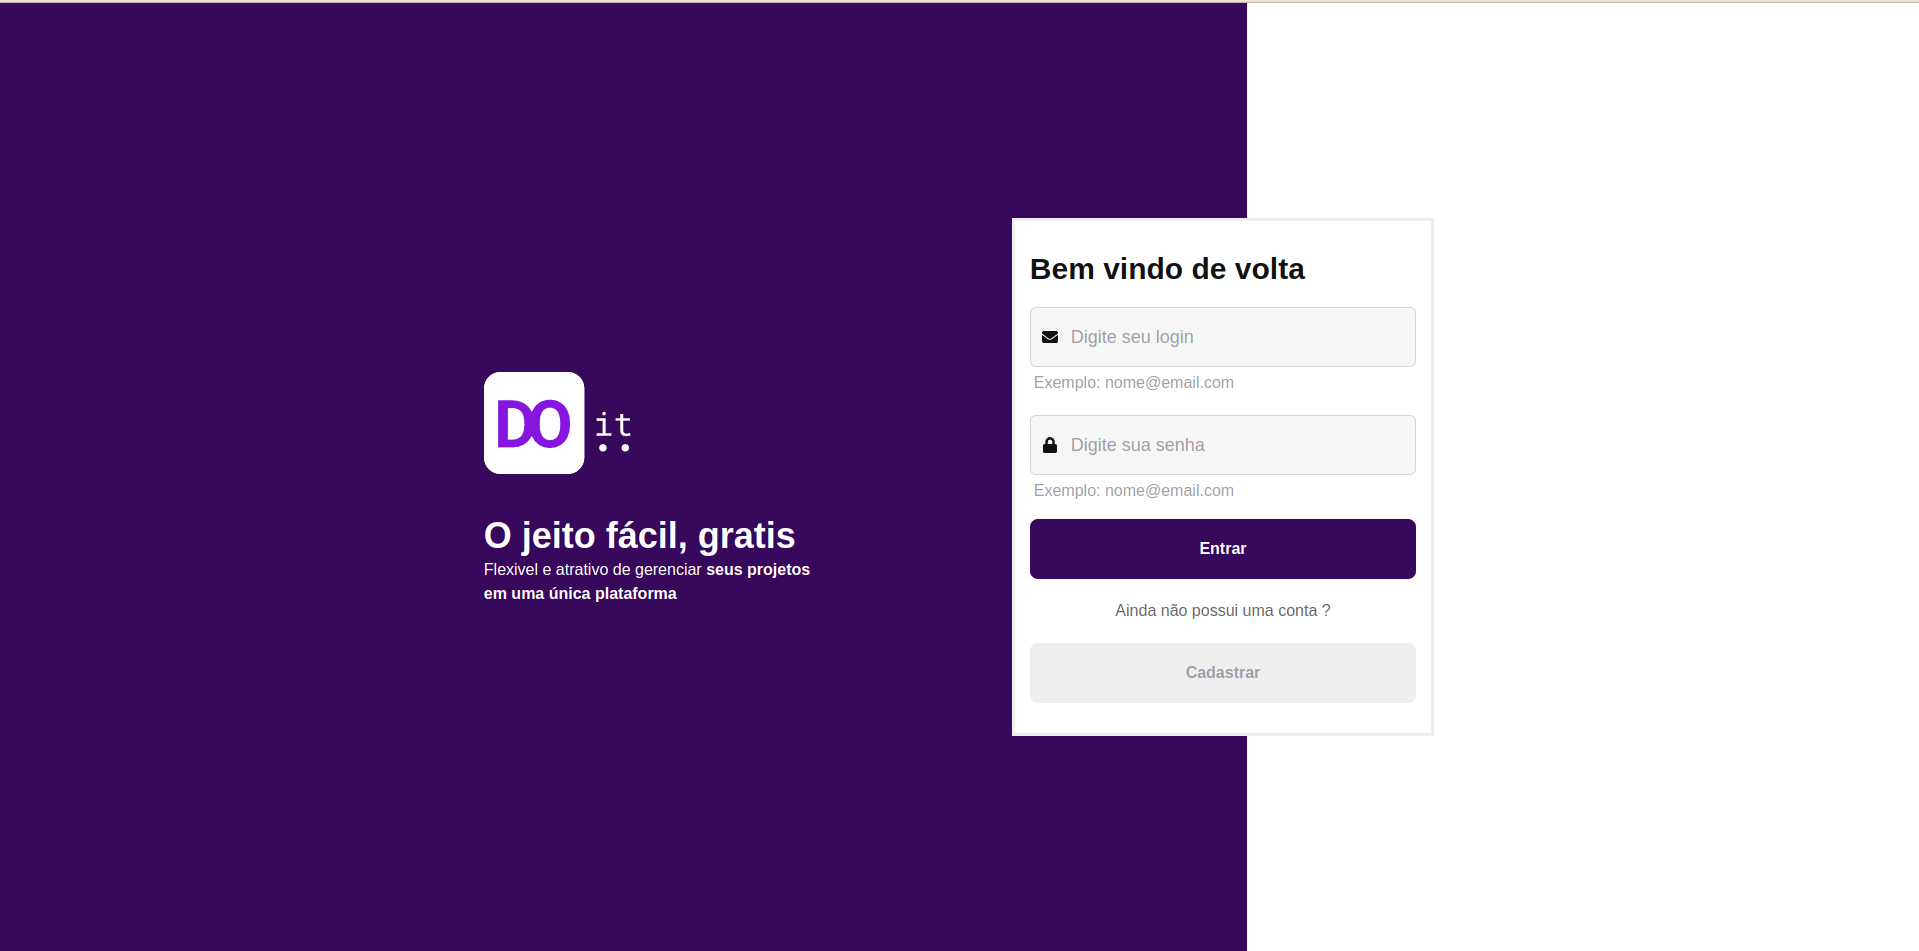 DO it
O jeito fácil, gratis
Flexivel e atrativo de gerenciar seus projetos
em uma única plataforma
Bem vindo de volta
Digite seu login
Exemplo: nome@email.com
Digite sua senha
Exemplo: nome@email.com
Entrar
Ainda não possui uma conta ?
Cadastrar